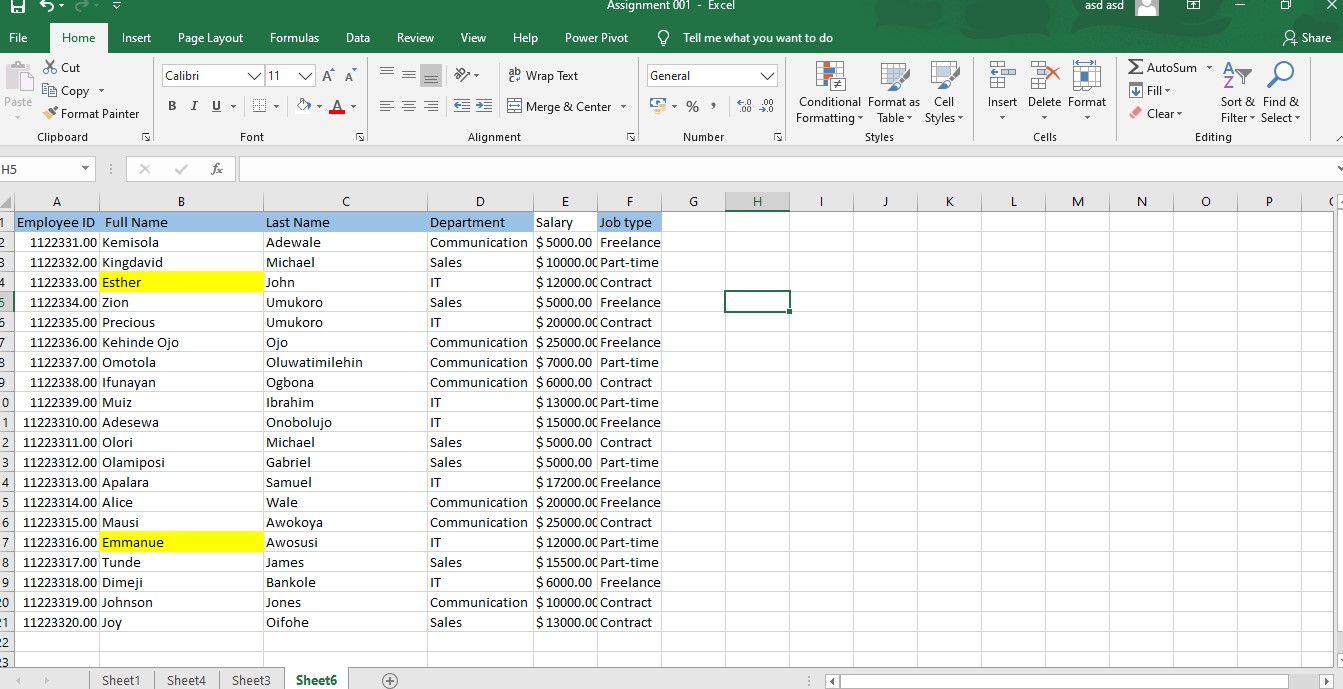 Assignment 001 - Excel asd asd
File Home Insert Page Layout Formulas Data Review View Help Power Pivot Tell me what you want to do Share
Cut
Copy
Paste
Format Painter
Clipboard
Calibri 11
B I U
Font
Wrap Text
Merge & Center
Alignment
General
Number
Conditional Formatting
Format as Table
Cell Styles
Styles
Insert Delete Format
Cells
AutoSum
Fill
Clear
Sort & Filter
Find & Select
Editing
H5 fx
A B C D E F G H I J K L M N O P
1 Employee ID Full Name Last Name Department Salary Job type
2 1122331.00 Kemisola Adewale Communication $ 5000.00 Freelance
3 1122332.00 Kingdavid Michael Sales $ 10000.00 Part-time
4 1122333.00 Esther John IT $ 12000.00 Contract
5 1122334.00 Zion Umukoro Sales $ 5000.00 Freelance
6 1122335.00 Precious Umukoro IT $ 20000.00 Contract
7 1122336.00 Kehinde Ojo Ojo Communication $ 25000.00 Freelance
8 1122337.00 Omotola Oluwatimilehin Communication $ 7000.00 Part-time
9 1122338.00 Ifunayan Ogbona Communication $ 6000.00 Contract
0 1122339.00 Muiz Ibrahim IT $ 13000.00 Part-time
1 11223310.00 Adesewa Onobolujo IT $ 15000.00 Freelance
2 11223311.00 Olori Michael Sales $ 5000.00 Contract
3 11223312.00 Olamiposi Gabriel Sales $ 5000.00 Part-time
4 11223313.00 Apalara Samuel IT $ 17200.00 Freelance
5 11223314.00 Alice Wale Communication $ 20000.00 Freelance
6 11223315.00 Mausi Awokoya Communication $ 25000.00 Contract
7 11223316.00 Emmanue Awosusi IT $ 12000.00 Part-time
8 11223317.00 Tunde James Sales $ 15500.00 Part-time
9 11223318.00 Dimeji Bankole IT $ 6000.00 Freelance
20 11223319.00 Johnson Jones Communication $ 10000.00 Contract
21 11223320.00 Joy Oifohe Sales $ 13000.00 Contract
22
23
Sheet1 Sheet4 Sheet3 Sheet6